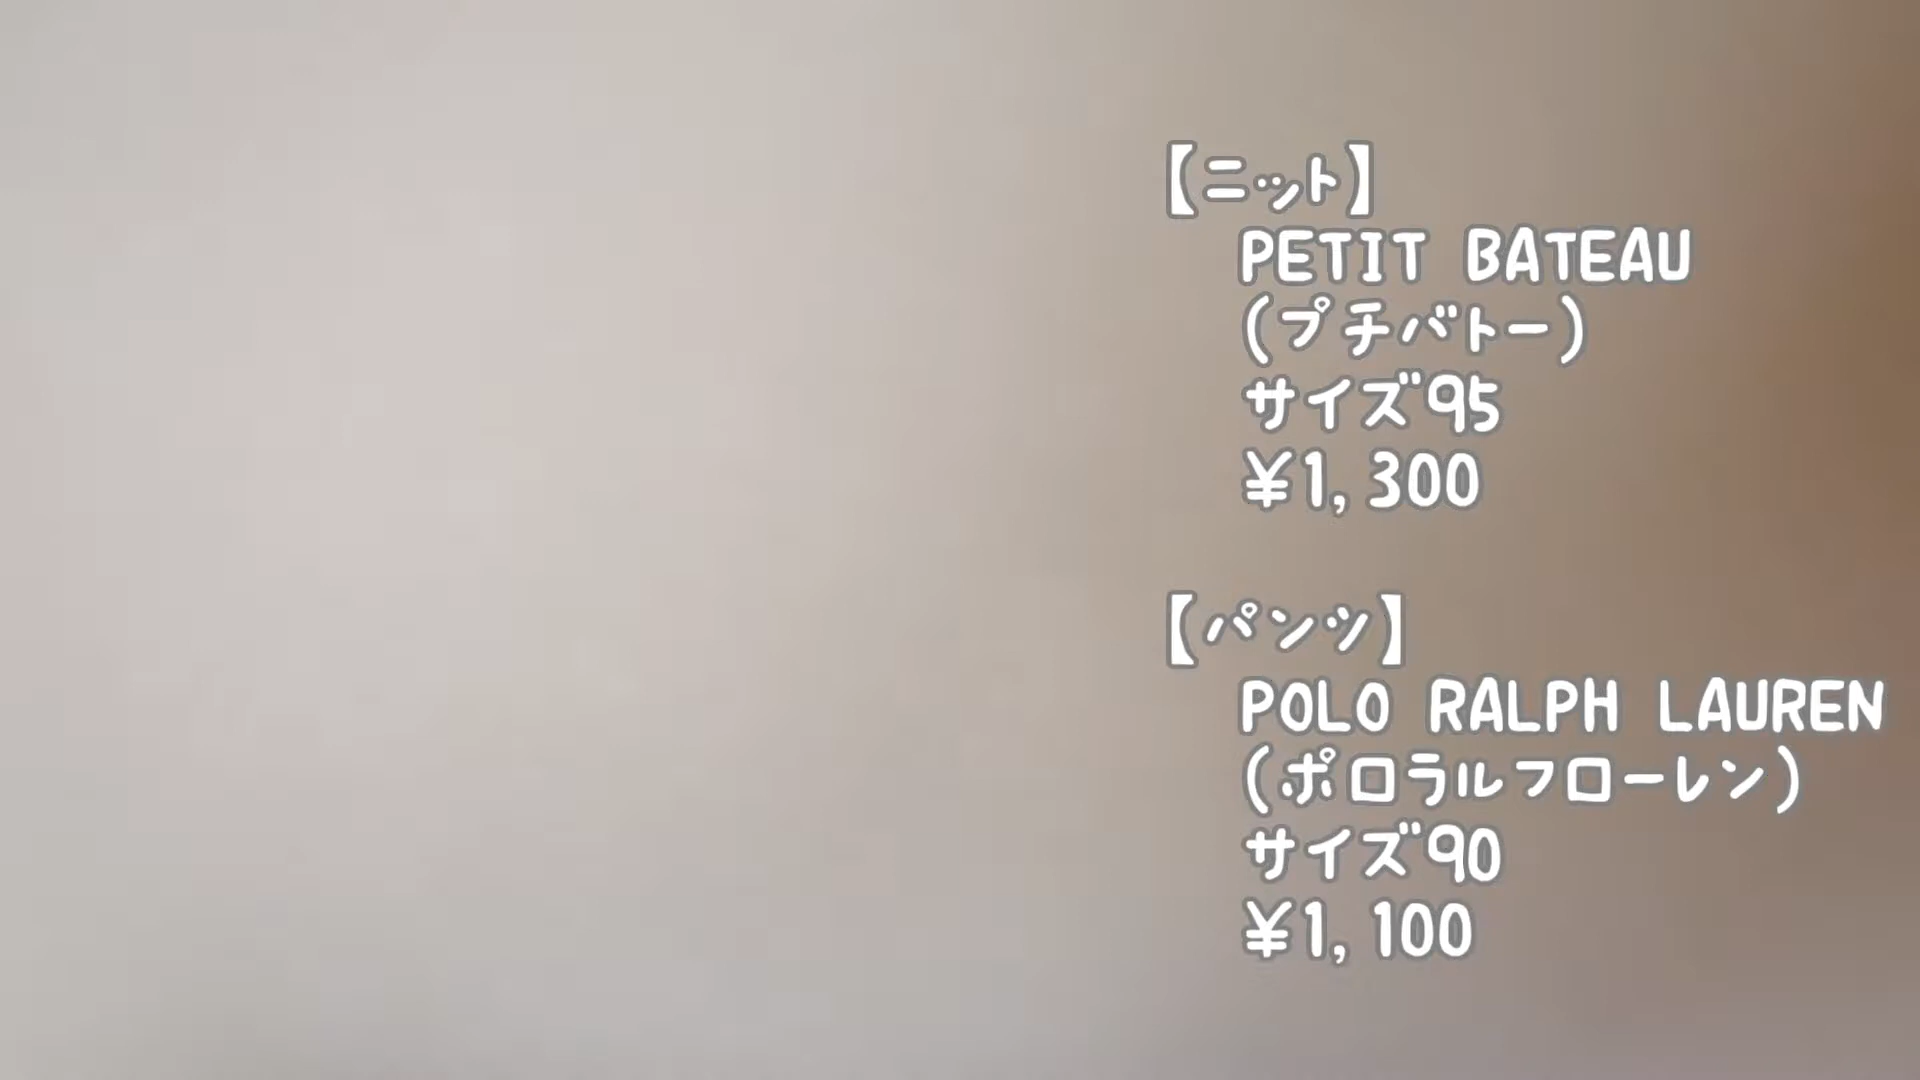 【ニット】
PETIT BATEAU
(プチバトー)
サイズ95
¥1,300
【パンツ】
POLO RALPH LAUREN
(ポロラルフローレン)
サイズ90
¥1,100